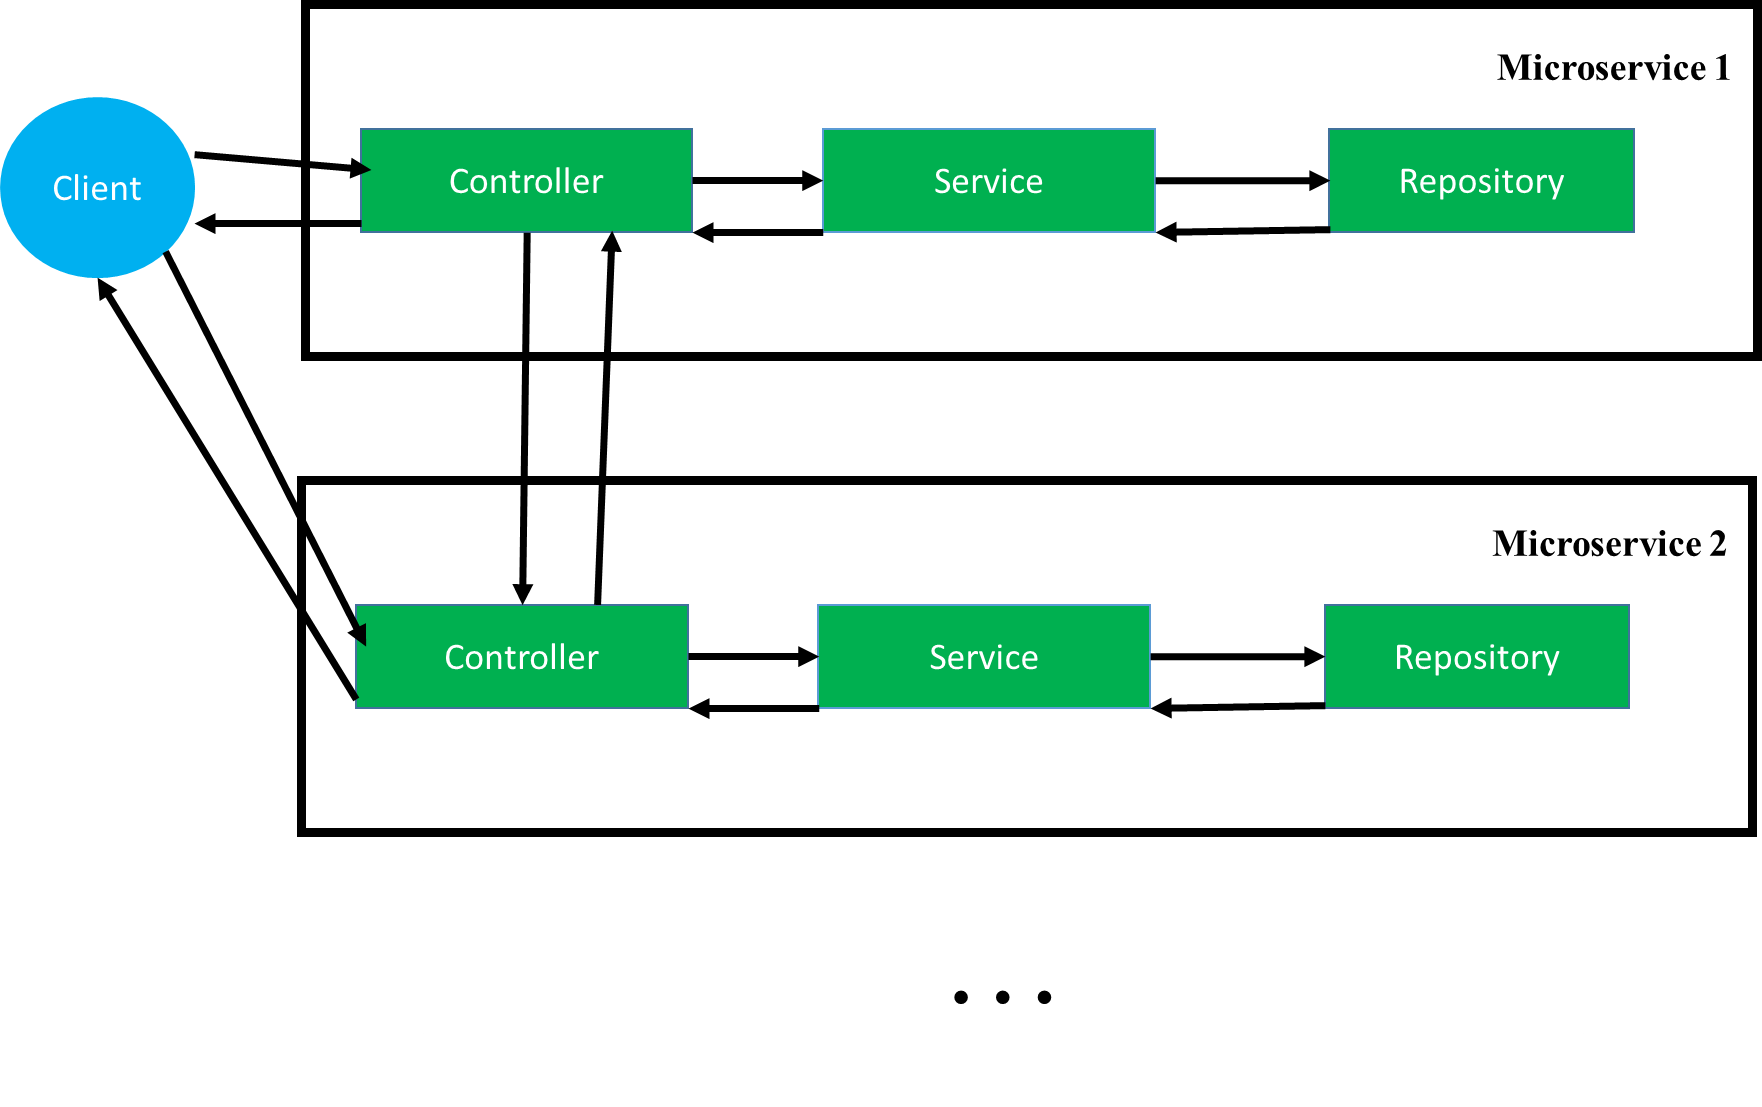 Microservice 1
Client
Controller
Service
Repository
Microservice 2
Controller
Service
Repository
. . .